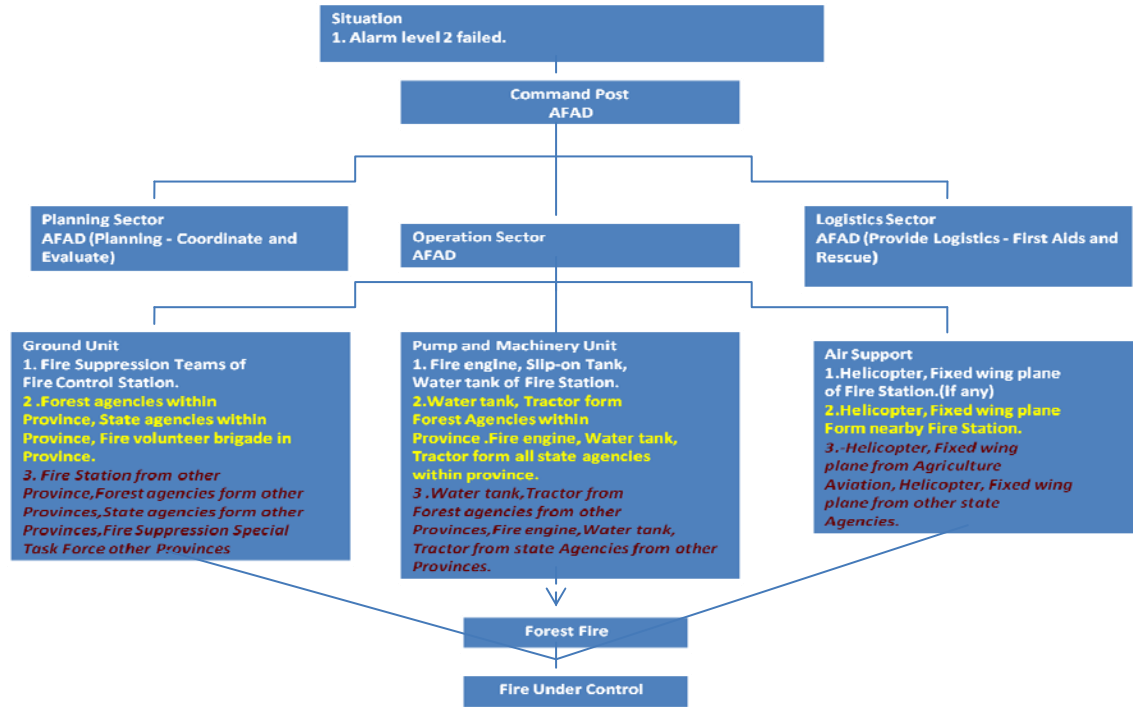 Situation
1. Alarm level 2 failed.
Command Post
AFAD
Planning Sector
AFAD (Planning - Coordinate and
Evaluate)
Operation Sector
AFAD
Logistics Sector
AFAD (Provide Logistics - First Aids and
Rescue)
Ground Unit
1. Fire Suppression Teams of
Fire Control Station.
2 .Forest agencies within
Province, State agencies within
Province, Fire volunteer brigade in
Province.
3. Fire Station from other
Province,Forest agencies form other
Provinces,State agencies form other
Provinces,Fire Suppression Special
Task Force other Provinces
Pump and Machinery Unit
1. Fire engine, Slip-on Tank,
Water tank of Fire Station.
2.Water tank, Tractor form
Forest Agencies within
Province .Fire engine, Water tank,
Tractor form all state agencies
within province.
3 .Water tank,Tractor from
Forest agencies from other
Provinces,Fire engine,Water tank,
Tractor from state Agencies from other
Provinces.
Air Support
1.Helicopter, Fixed wing plane
of Fire Station.(If any)
2.Helicopter, Fixed wing plane
Form nearby Fire Station.
3.-Helicopter, Fixed wing
plane from Agriculture
Aviation, Helicopter, Fixed wing
plane from other state
Agencies.
Forest Fire
Fire Under Control